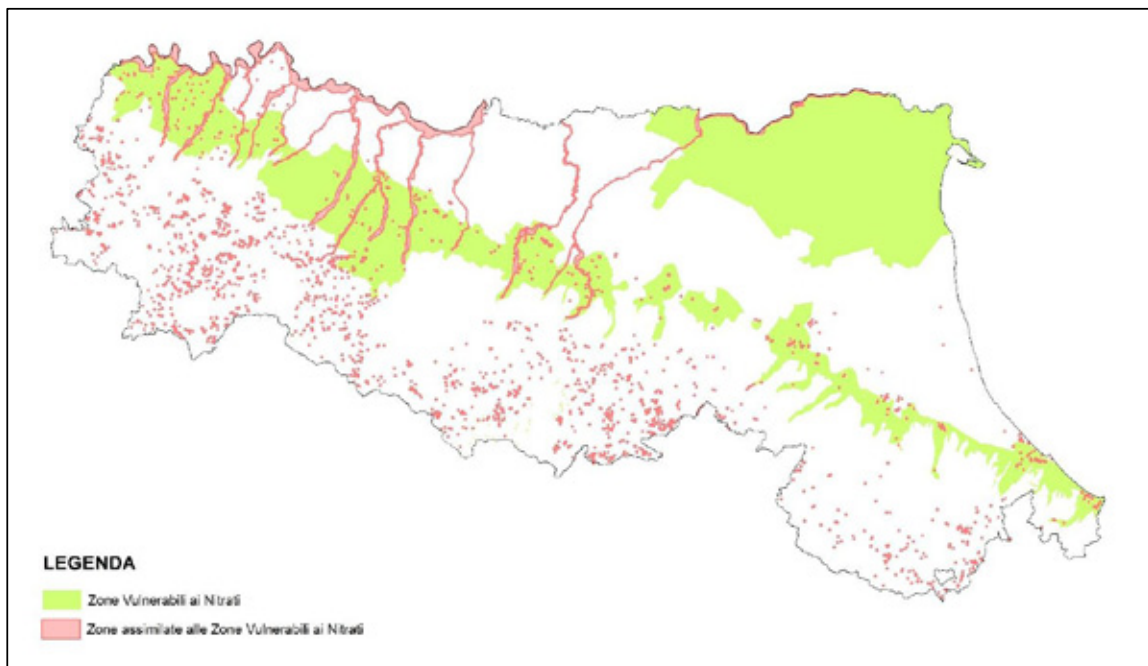 LEGENDA
Zone Vulnerabili ai Nitrati
Zone assimilate alle Zone Vulnerabili ai Nitrati